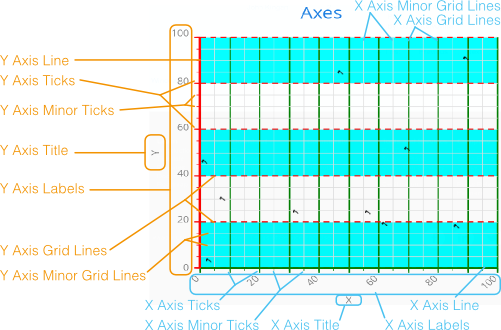 Axes
X Axis Minor Grid Lines
X Axis Grid Lines
100
Y Axis Line
80
Y Axis Ticks
Y Axis Minor Ticks
60
Y Axis Title
Y
40
Y Axis Labels
20
Y Axis Grid Lines
Y Axis Minor Grid Lines
0
0 20 40 60 80 100
X Axis Ticks
X
X Axis Line
X Axis Minor Ticks
X Axis Title
X Axis Labels